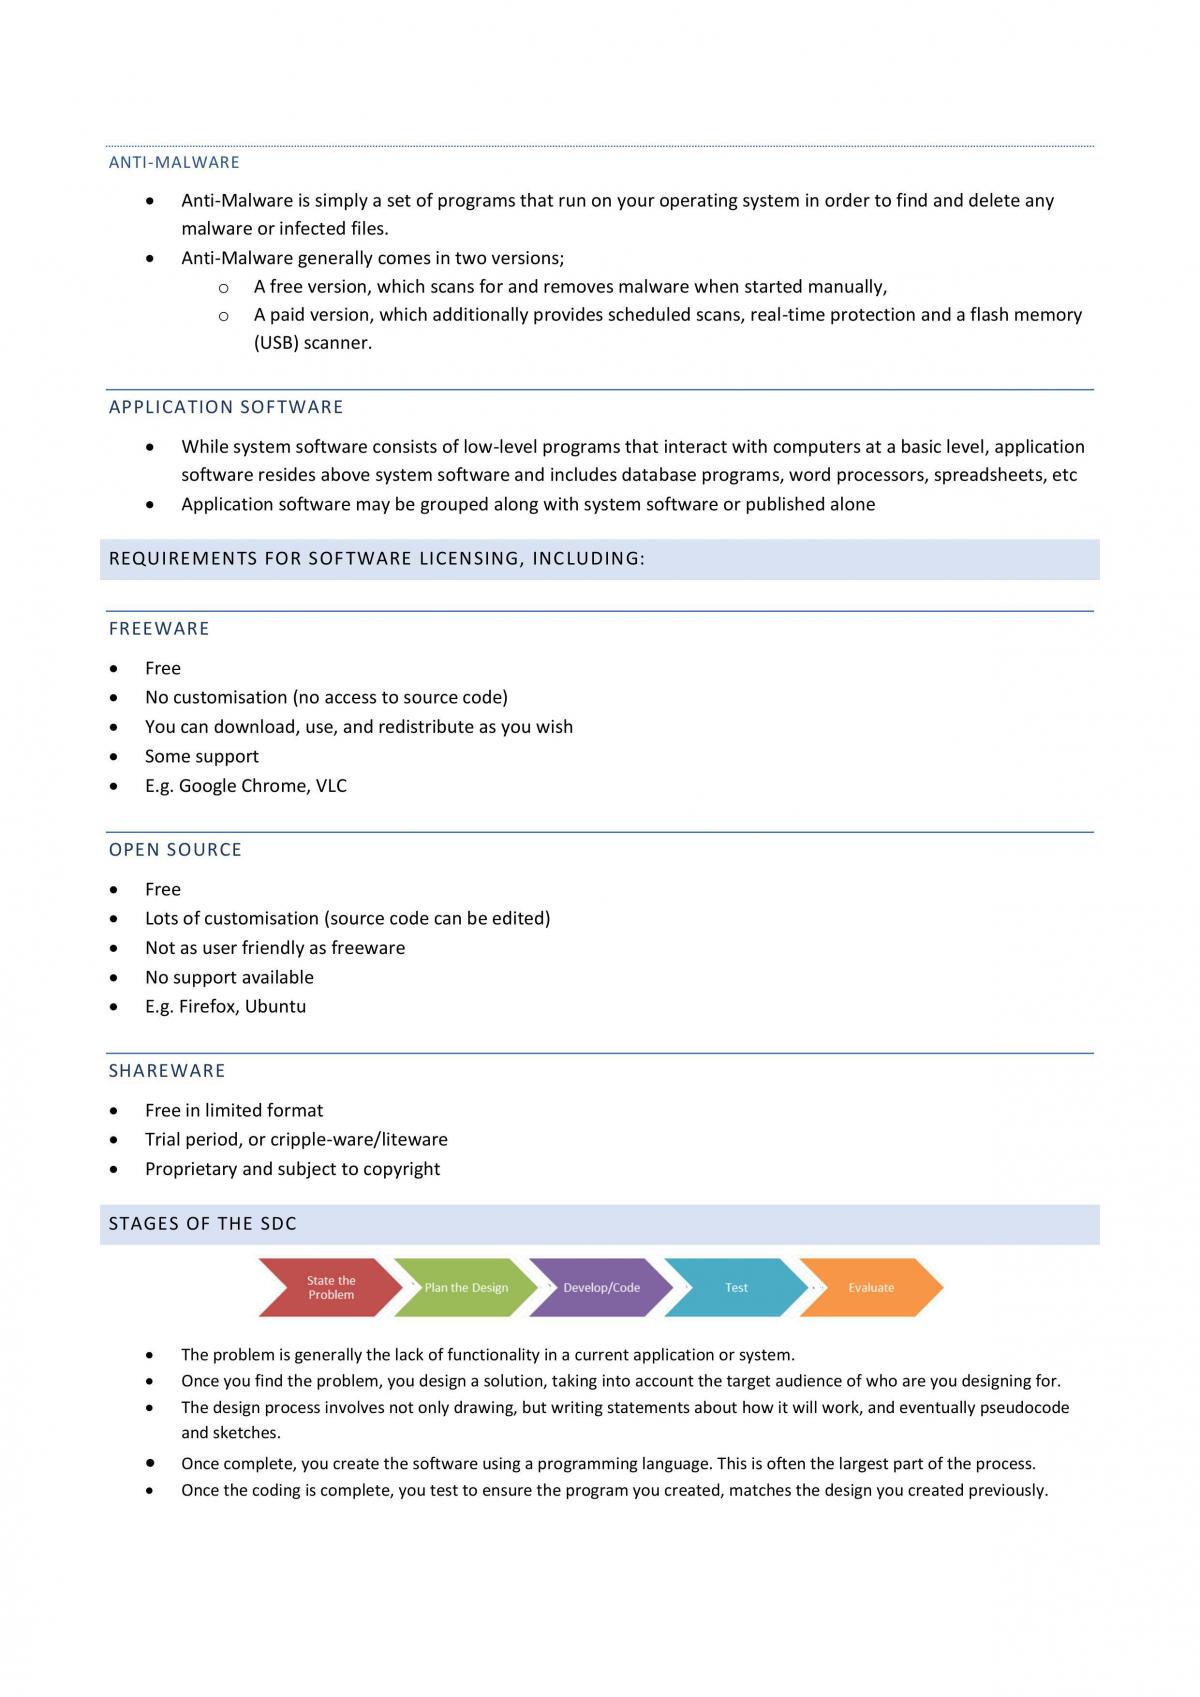 ANTI-MALWARE
• Anti-Malware is simply a set of programs that run on your operating system in order to find and delete any
malware or infected files.
• Anti-Malware generally comes in two versions;
o A free version, which scans for and removes malware when started manually,
o A paid version, which additionally provides scheduled scans, real-time protection and a flash memory
(USB) scanner.
APPLICATION SOFTWARE
• While system software consists of low-level programs that interact with computers at a basic level, application
software resides above system software and includes database programs, word processors, spreadsheets, etc
• Application software may be grouped along with system software or published alone
REQUIREMENTS FOR SOFTWARE LICENSING, INCLUDING:
FREEWARE
• Free
• No customisation (no access to source code)
• You can download, use, and redistribute as you wish
• Some support
• E.g. Google Chrome, VLC
OPEN SOURCE
• Free
• Lots of customisation (source code can be edited)
• Not as user friendly as freeware
• No support available
• E.g. Firefox, Ubuntu
SHAREWARE
• Free in limited format
• Trial period, or cripple-ware/liteware
• Proprietary and subject to copyright
STAGES OF THE SDC
State the
Problem
Plan the Design
Develop/Code
Test
Evaluate
• The problem is generally the lack of functionality in a current application or system.
• Once you find the problem, you design a solution, taking into account the target audience of who are you designing for.
• The design process involves not only drawing, but writing statements about how it will work, and eventually pseudocode
and sketches.
• Once complete, you create the software using a programming language. This is often the largest part of the process.
• Once the coding is complete, you test to ensure the program you created, matches the design you created previously.